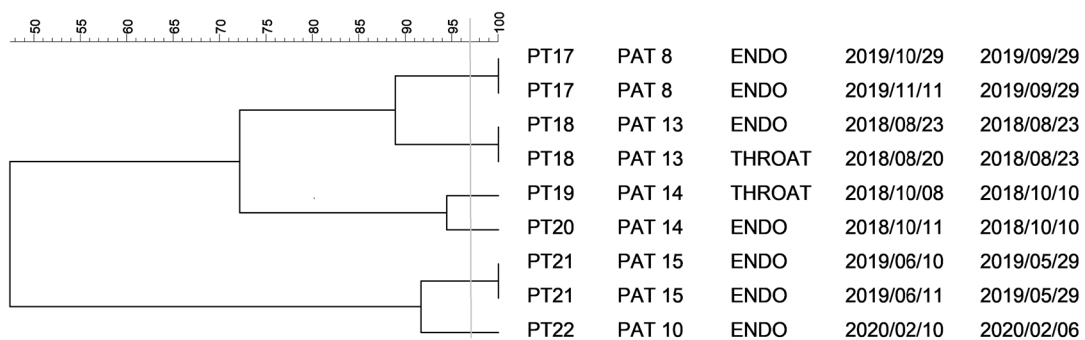 50 55 60 65 70 75 80 85 90 95 100
PT17 PAT 8 ENDO 2019/10/29 2019/09/29
PT17 PAT 8 ENDO 2019/11/11 2019/09/29
PT18 PAT 13 ENDO 2018/08/23 2018/08/23
PT18 PAT 13 THROAT 2018/08/20 2018/08/23
PT19 PAT 14 THROAT 2018/10/08 2018/10/10
PT20 PAT 14 ENDO 2018/10/11 2018/10/10
PT21 PAT 15 ENDO 2019/06/10 2019/05/29
PT21 PAT 15 ENDO 2019/06/11 2019/05/29
PT22 PAT 10 ENDO 2020/02/10 2020/02/06